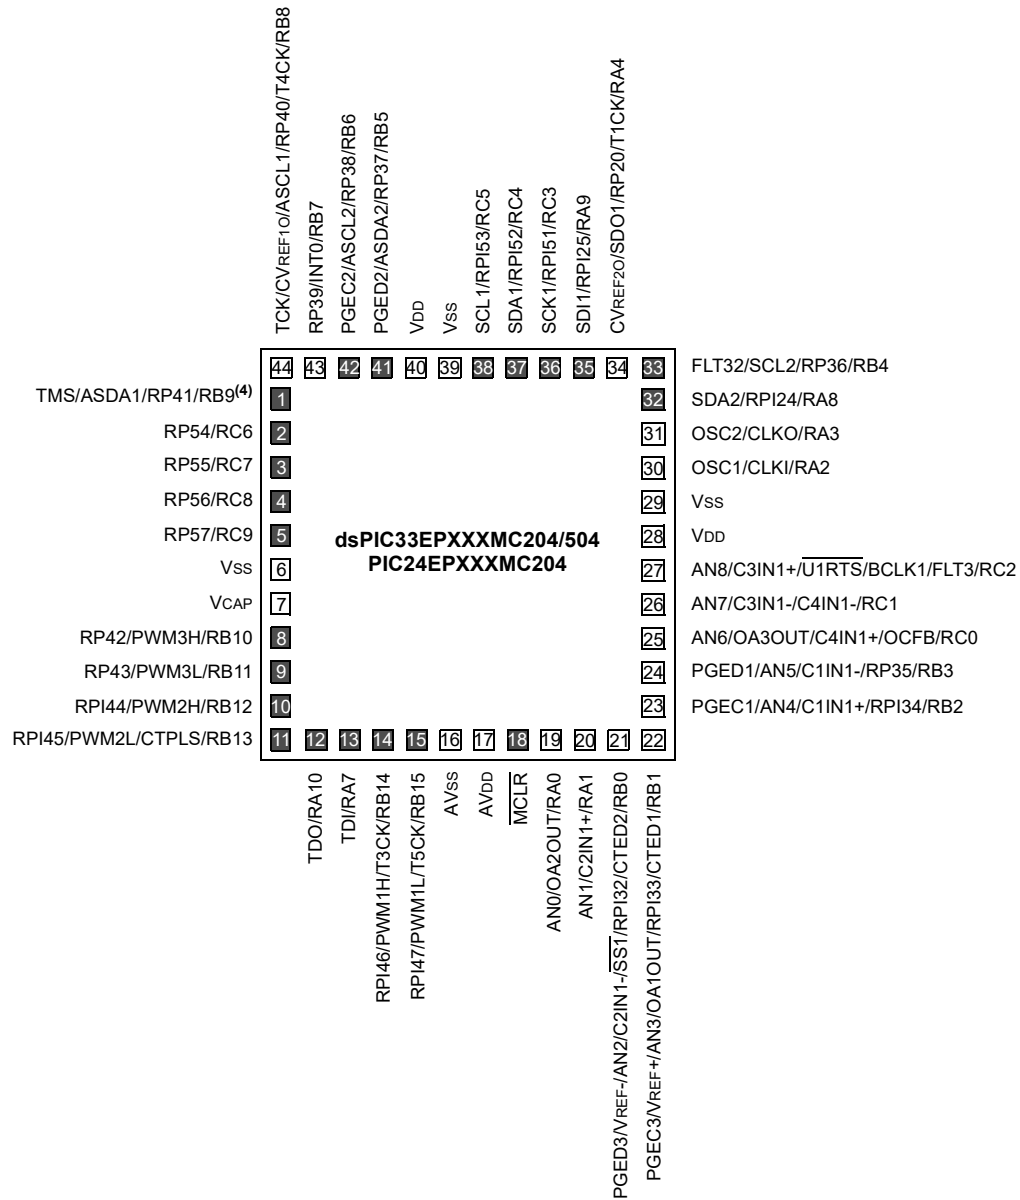 TCK/CVREF1O/ASCL1/RP40/T4CK/RB8
RP39/INT0/RB7
PGEC2/ASCL2/RP38/RB6
PGED2/ASDA2/RP37/RB5
VDD
VSS
SCL1/RPI53/RC5
SDA1/RPI52/RC4
SCK1/RPI51/RC3
SDI1/RPI25/RA9
CVREF2O/SDO1/RP20/T1CK/RA4
44 43 42 41 40 39 38 37 36 35 34 33 FLT32/SCL2/RP36/RB4
TMS/ASDA1/RP41/RB9(4) 1 32 SDA2/RPI24/RA8
RP54/RC6 2 31 OSC2/CLKO/RA3
RP55/RC7 3 30 OSC1/CLKI/RA2
RP56/RC8 4 29 VSS
RP57/RC9 5 28 VDD
dsPIC33EPXXXMC204/504
PIC24EPXXXMC204
VSS 6 27 AN8/C3IN1+/U1RTS/BCLK1/FLT3/RC2
VCAP 7 26 AN7/C3IN1-/C4IN1-/RC1
RP42/PWM3H/RB10 8 25 AN6/OA3OUT/C4IN1+/OCFB/RC0
RP43/PWM3L/RB11 9 24 PGED1/AN5/C1IN1-/RP35/RB3
RPI44/PWM2H/RB12 10 23 PGEC1/AN4/C1IN1+/RPI34/RB2
RPI45/PWM2L/CTPLS/RB13 11 12 13 14 15 16 17 18 19 20 21 22
TDO/RA10
TDI/RA7
RPI46/PWM1H/T3CK/RB14
RPI47/PWM1L/T5CK/RB15
AVSS
AVDD
MCLR
AN0/OA2OUT/RA0
AN1/C2IN1+/RA1
PGED3/VREF-/AN2/C2IN1-/SS1/RPI32/CTED2/RB0
PGEC3/VREF+/AN3/OA1OUT/RPI33/CTED1/RB1